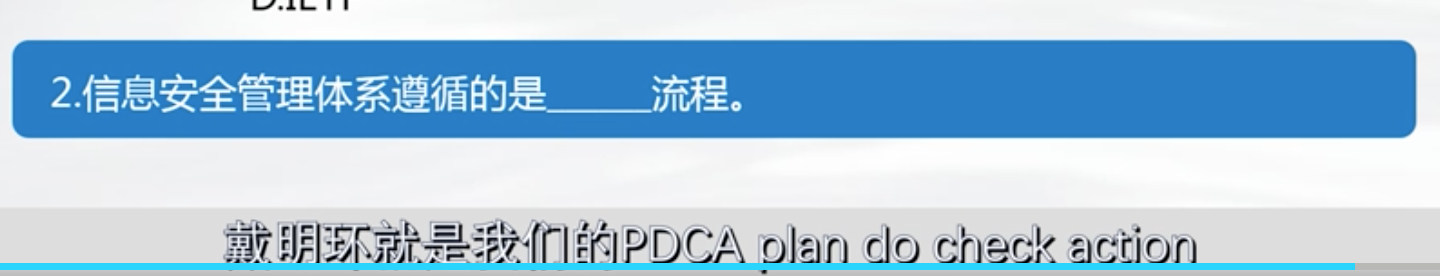 2.信息安全管理体系遵循的是_____流程。
戴明环就是我们的PDCA plan do check action